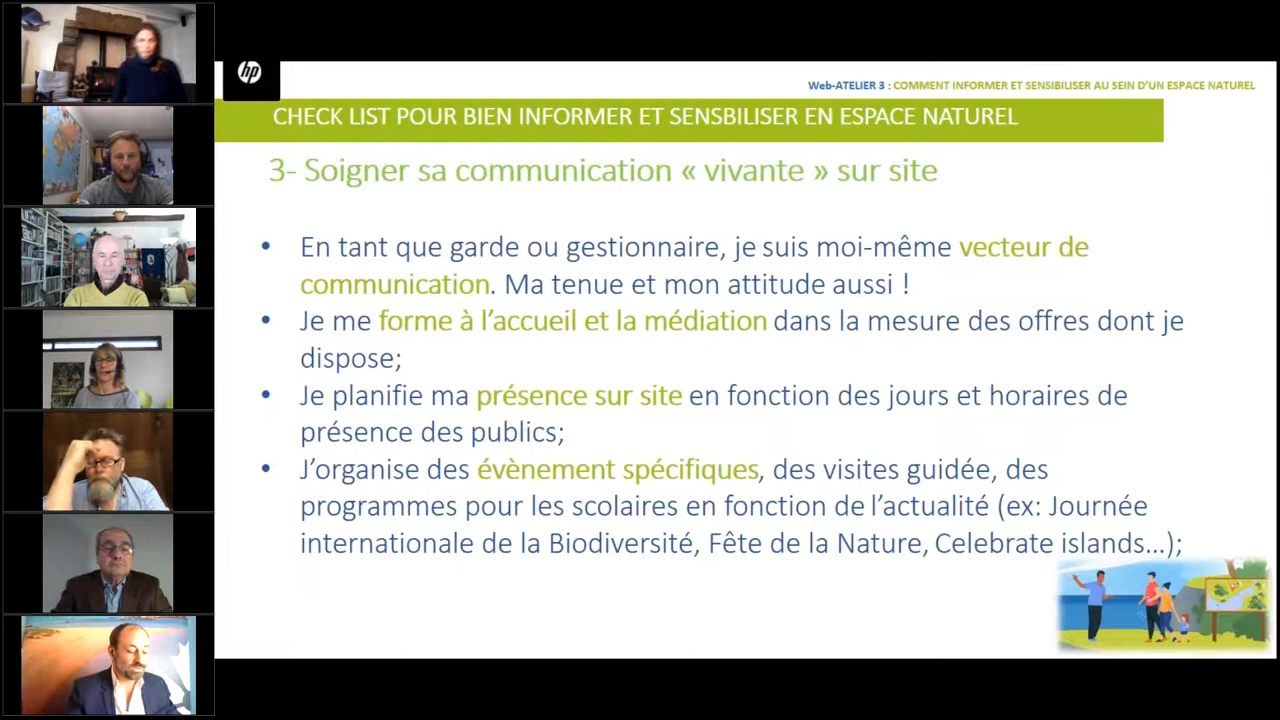 hp
Web-ATELIER 3 : COMMENT INFORMER ET SENSIBILISER AU SEIN D'UN ESPACE NATUREL
CHECK LIST POUR BIEN INFORMER ET SENSBILISER EN ESPACE NATUREL
3- Soigner sa communication « vivante » sur site
• En tant que garde ou gestionnaire, je suis moi-même vecteur de
communication. Ma tenue et mon attitude aussi !
• Je me forme à l’accueil et la médiation dans la mesure des offres dont je
dispose;
• Je planifie ma présence sur site en fonction des jours et horaires de
présence des publics;
• J’organise des évènement spécifiques, des visites guidée, des
programmes pour les scolaires en fonction de l’actualité (ex: Journée
internationale de la Biodiversité, Fête de la Nature, Celebrate islands…);